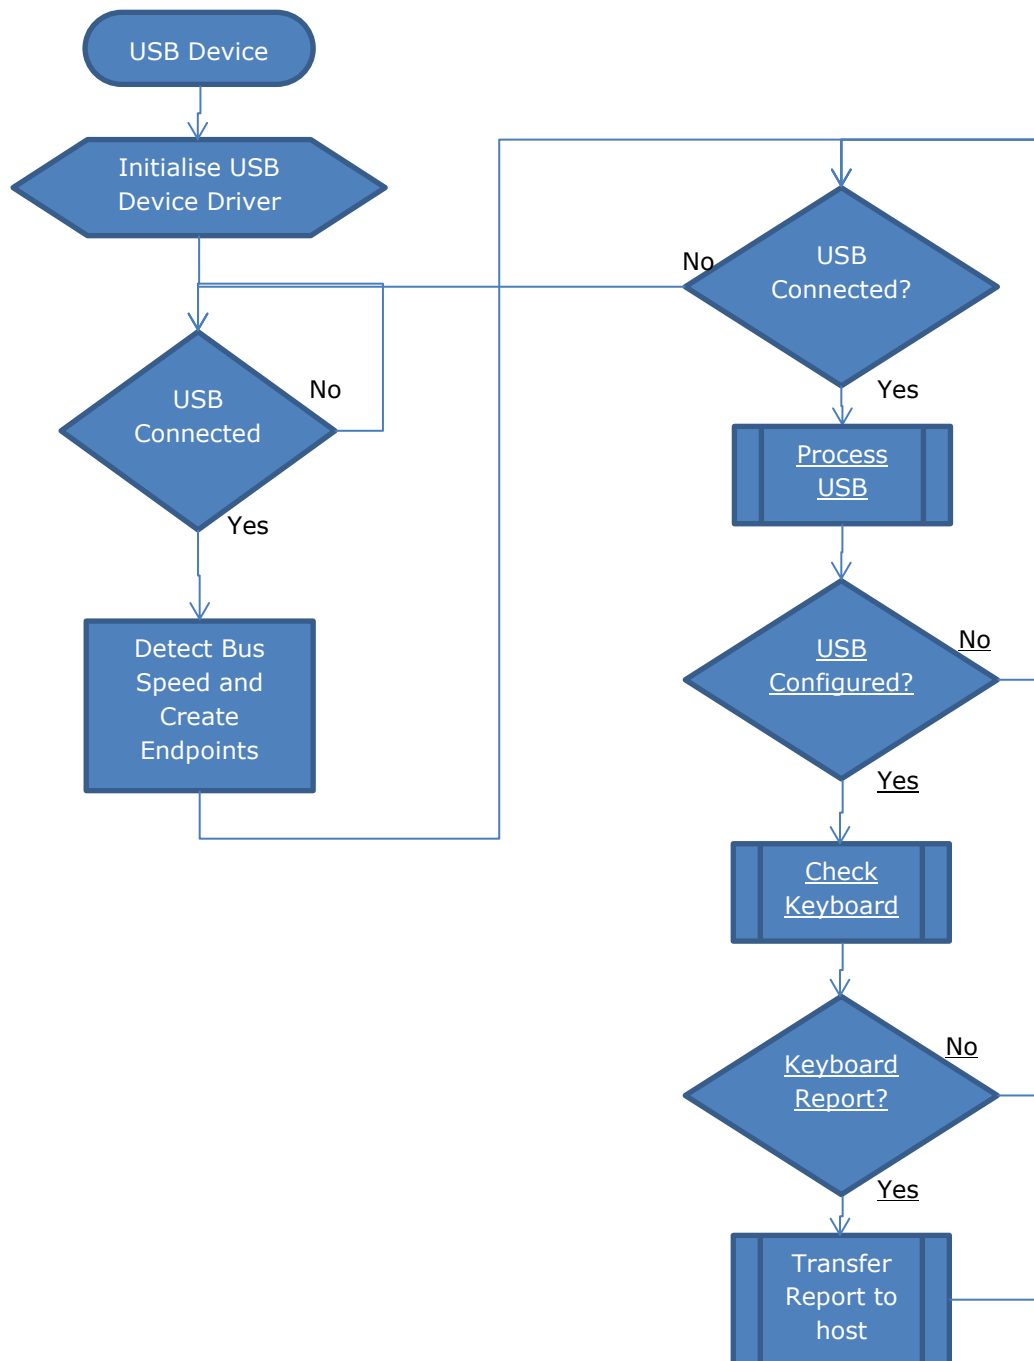 USB Device
Initialise USB
Device Driver
USB
Connected
No
Yes
Detect Bus
Speed and
Create
Endpoints
USB
Connected?
No
Yes
Process
USB
USB
Configured?
No
Yes
Check
Keyboard
Keyboard
Report?
No
Yes
Transfer
Report to
host